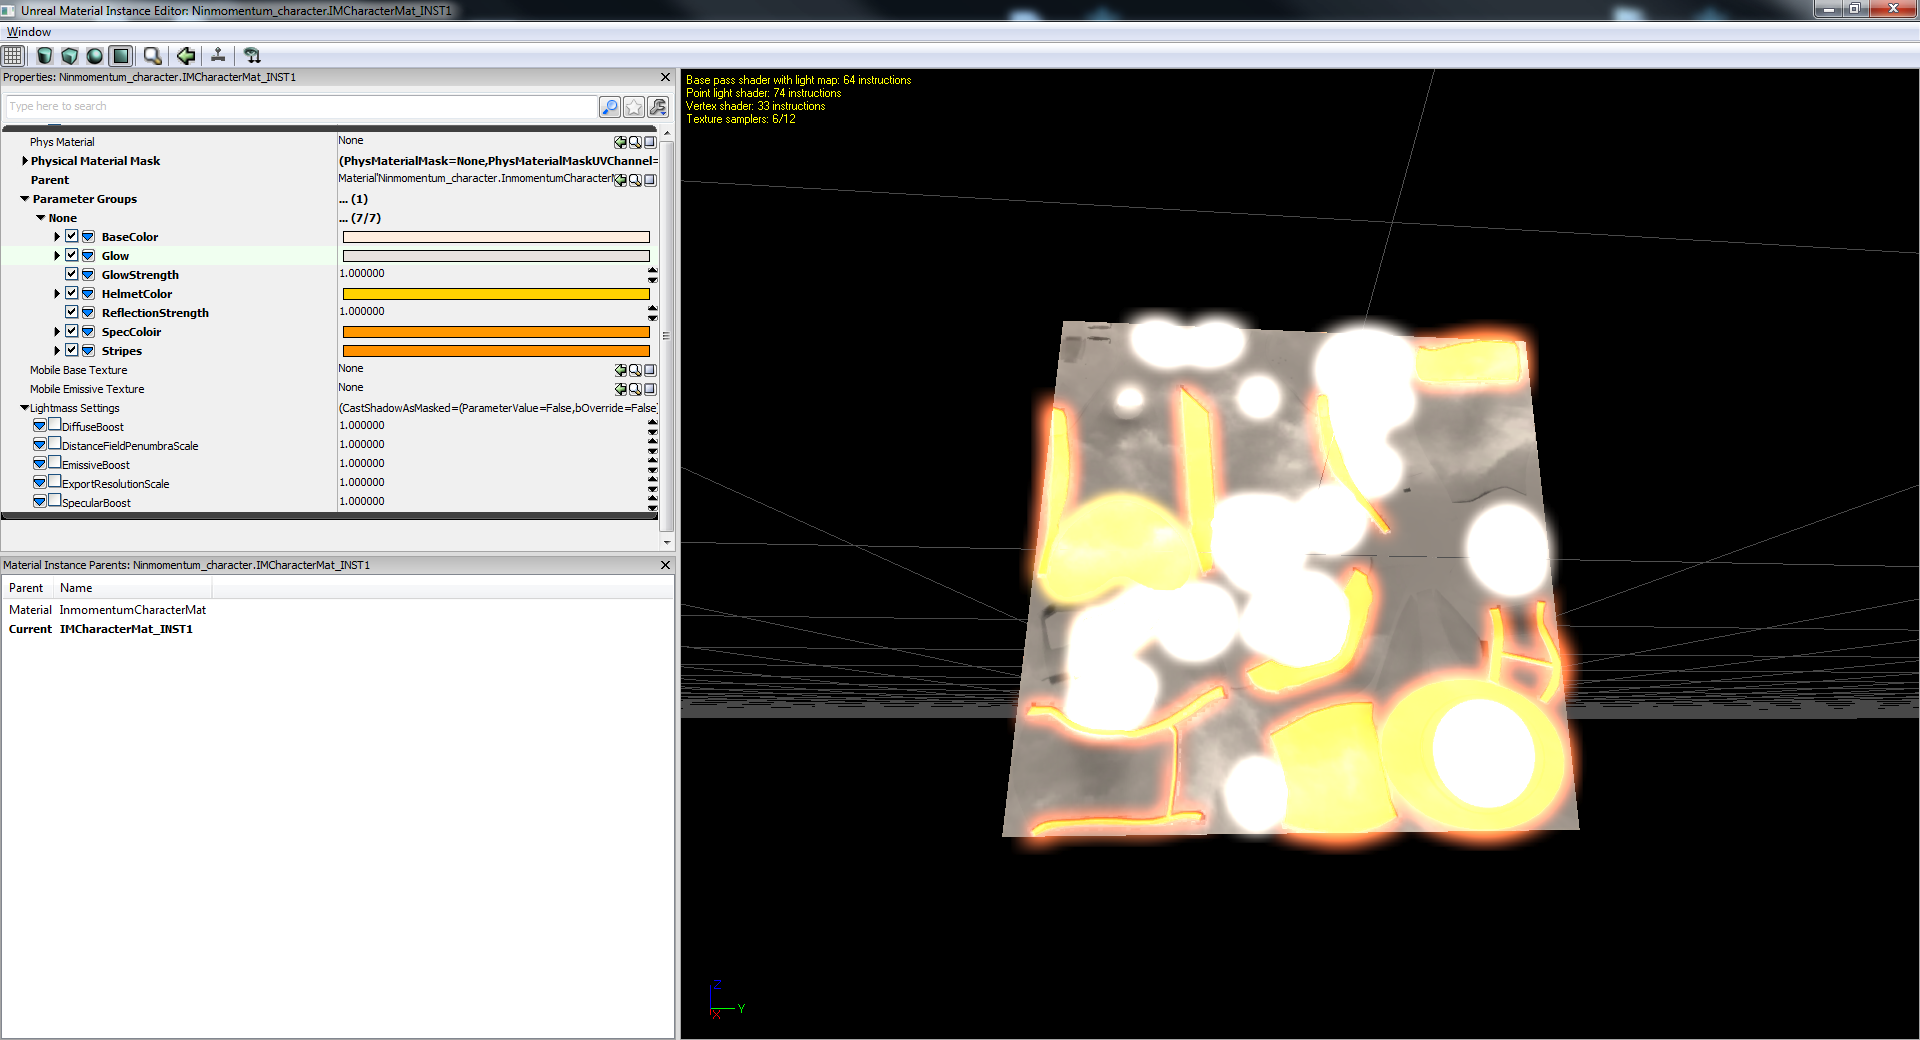 Unreal Material Instance Editor: Ninmomentum_character.IMCharacterMat_INST1
Window
Properties: Ninmomentum_character.IMCharacterMat_INST1
Type here to search
Phys Material None
Physical Material Mask (PhysMaterialMask=None,PhysMaterialMaskUVChannel=
Parent Material'Ninmomentum_character.InmomentumCharacterM
Parameter Groups ... (1)
None ... (7/7)
BaseColor
Glow
GlowStrength 1.000000
HelmetColor
ReflectionStrength 1.000000
SpecColoir
Stripes
Mobile Base Texture None
Mobile Emissive Texture None
Lightmass Settings (CastShadowAsMasked=(ParameterValue=False,bOverride=False)
DiffuseBoost 1.000000
DistanceFieldPenumbraScale 1.000000
EmissiveBoost 1.000000
ExportResolutionScale 1.000000
SpecularBoost 1.000000
Material Instance Parents: Ninmomentum_character.IMCharacterMat_INST1
Parent Name
Material InmomentumCharacterMat
Current IMCharacterMat_INST1
Base pass shader with light map: 64 instructions
Point light shader: 74 instructions
Vertex shader: 33 instructions
Texture samplers: 6/12
Z
Y
X